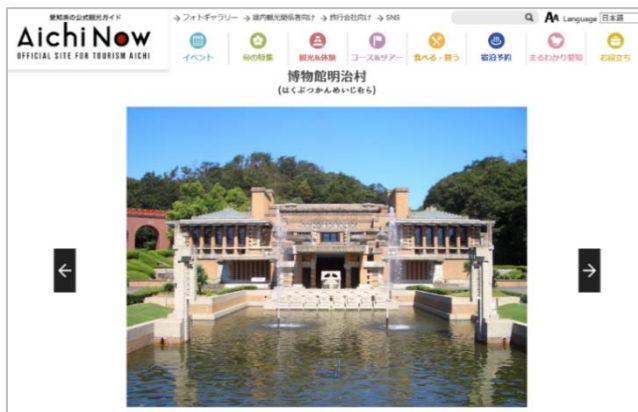 愛知県の公式観光ガイド
Aichi Now
OFFICIAL SITE FOR TOURISM AICHI
→ フォトギャラリー → 県内観光関係者向け → 旅行会社向け → SNS
AA Language 日本語
イベント
旬の特集
観光&体験
コース&ツアー
食べる・買う
宿泊予約
まるわかり愛知
お役立ち
博物館明治村
(はくぶつかんめいじむら)